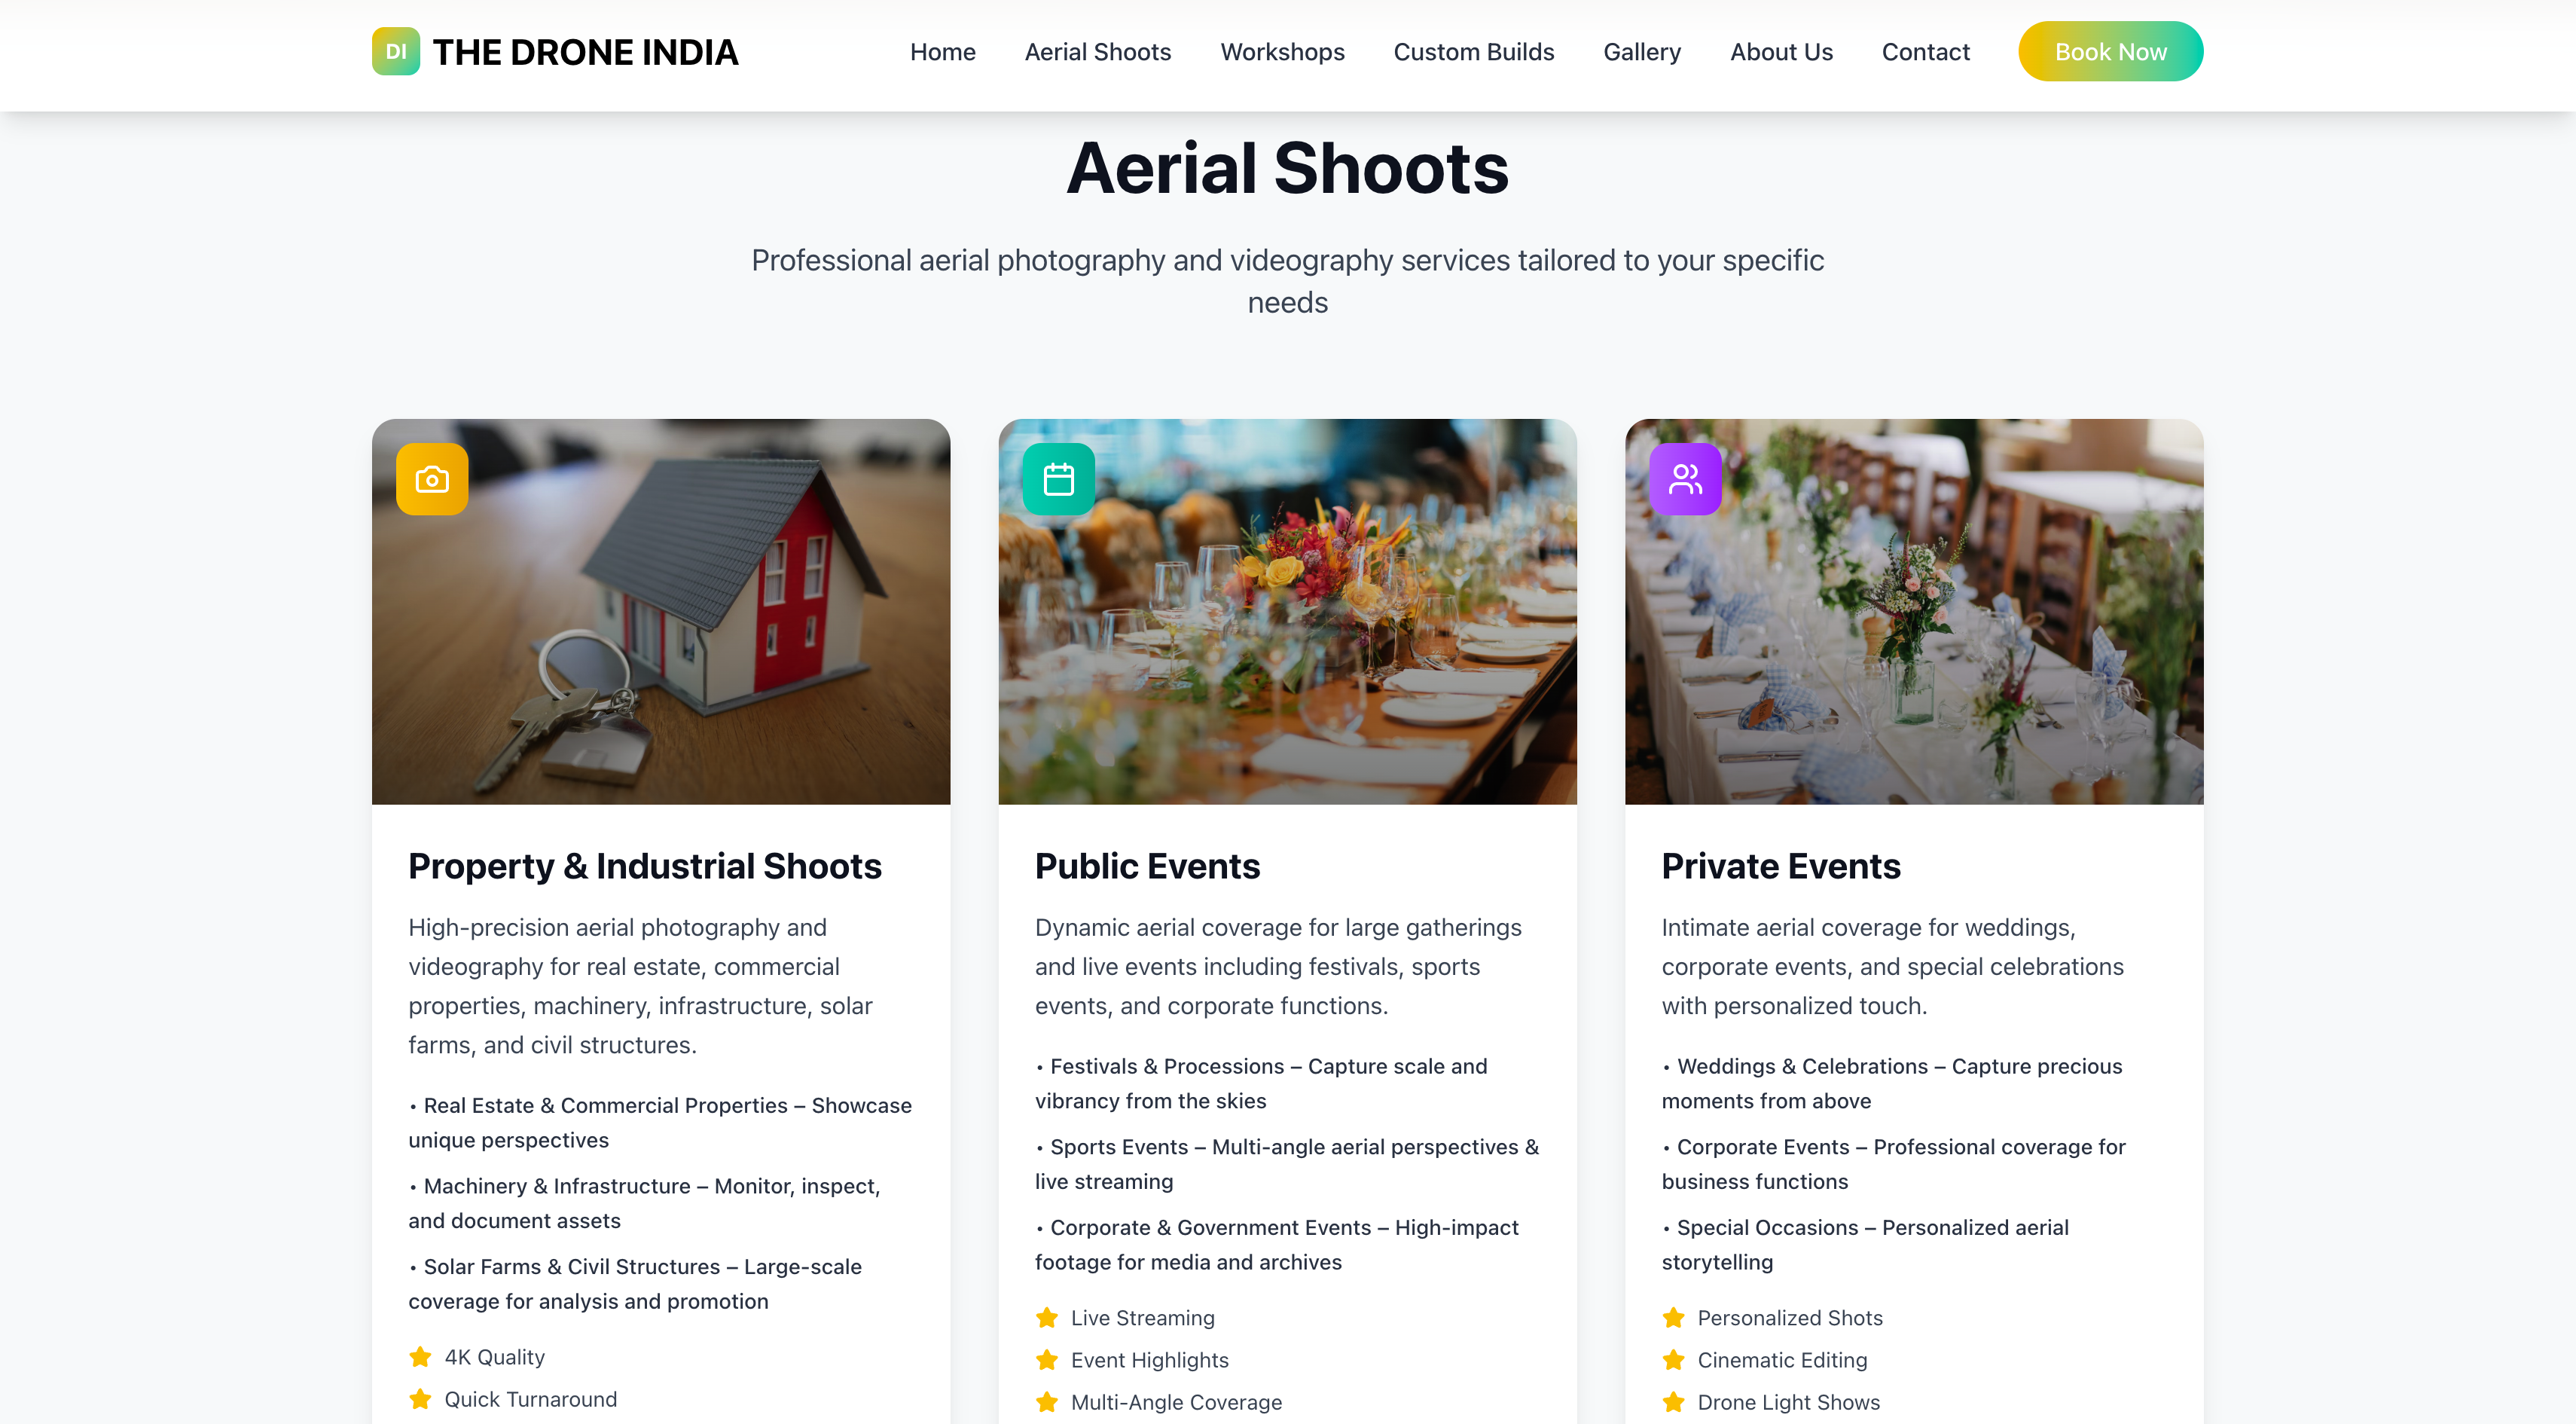 DI THE DRONE INDIA
Home Aerial Shoots Workshops Custom Builds Gallery About Us Contact Book Now
Aerial Shoots
Professional aerial photography and videography services tailored to your specific
needs
Property & Industrial Shoots
High-precision aerial photography and
videography for real estate, commercial
properties, machinery, infrastructure, solar
farms, and civil structures.
• Real Estate & Commercial Properties – Showcase
unique perspectives
• Machinery & Infrastructure – Monitor, inspect,
and document assets
• Solar Farms & Civil Structures – Large-scale
coverage for analysis and promotion
4K Quality
Quick Turnaround
Public Events
Dynamic aerial coverage for large gatherings
and live events including festivals, sports
events, and corporate functions.
• Festivals & Processions – Capture scale and
vibrancy from the skies
• Sports Events – Multi-angle aerial perspectives &
live streaming
• Corporate & Government Events – High-impact
footage for media and archives
Live Streaming
Event Highlights
Multi-Angle Coverage
Private Events
Intimate aerial coverage for weddings,
corporate events, and special celebrations
with personalized touch.
• Weddings & Celebrations – Capture precious
moments from above
• Corporate Events – Professional coverage for
business functions
• Special Occasions – Personalized aerial
storytelling
Personalized Shots
Cinematic Editing
Drone Light Shows